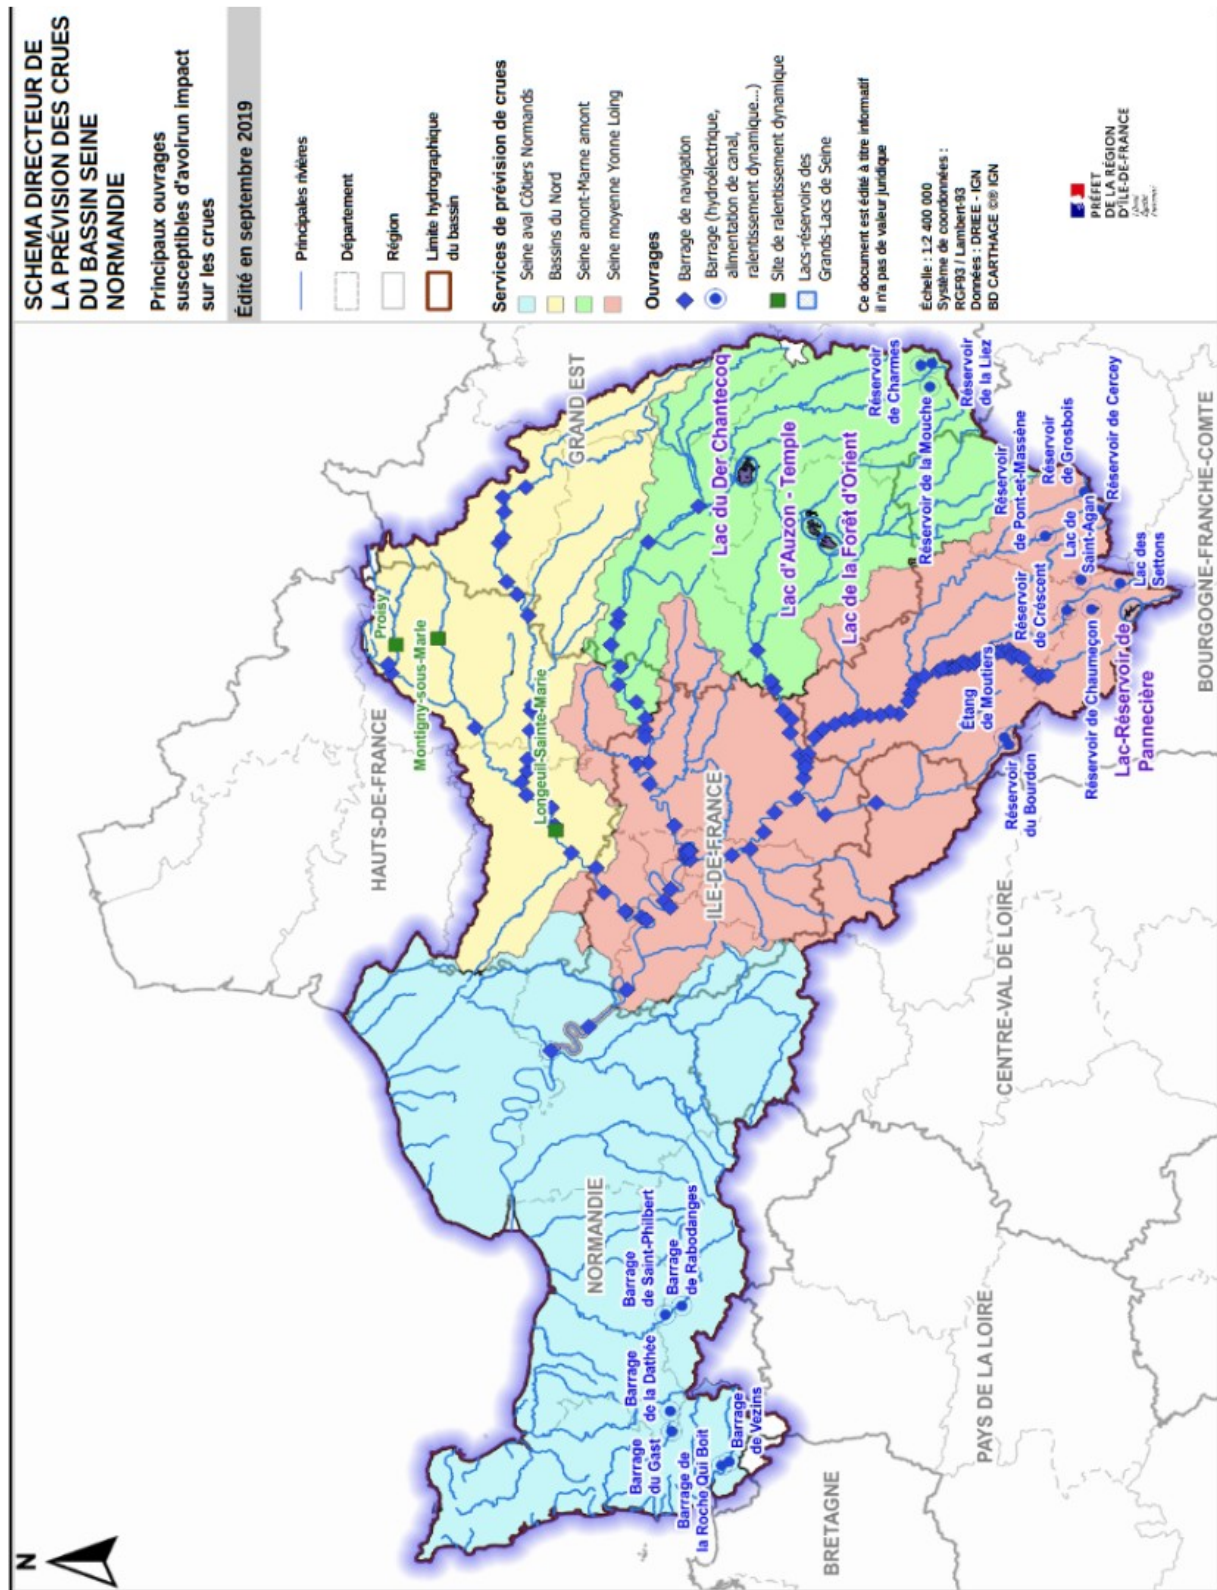 SCHEMA DIRECTEUR DE
LA PRÉVISION DES CRUES
DU BASSIN SEINE
NORMANDIE
Principaux ouvrages
susceptibles d'avoirun impact
sur les crues
Édité en septembre 2019
Principales rivières
Département
Région
Limite hydrographique
du bassin
Services de prévision de crues
Seine aval Côtiers Normands
Bassins du Nord
Seine amont-Marne amont
Seine moyenne Yonne Loing
Ouvrages
Barrage de navigation
Barrage (hydroélectrique,
alimentation de canal,
ralentissement dynamique...)
Site de ralentissement dynamique
Lacs-réservoirs des
Grands-Lacs de Seine
Ce document est édité à titre informatif
il n'a pas de valeur juridique
Échelle : 1:2 400 000
Système de coordonnées :
RGF93 / Lambert-93
Données : DRIEE - IGN
BD CARTHAGE ©® IGN
PRÉFET
DE LA RÉGION
D'ÎLE-DE-FRANCE
N
HAUTS-DE-FRANCE
Proisy
Montigny-sous-Marle
Longeuil-Sainte-Marie
GRAND EST
NORMANDIE
ILE-DE-FRANCE
Lac du Der Chantecoq
Lac d'Auzon - Temple
Lac de la Forêt d'Orient
Réservoir
de Charmes
Réservoir de la Mouche
Réservoir
de la Liez
Réservoir
de Pont-et-Massène
Réservoir
de Grosbois
Réservoir de Cercey
Lac de
Saint-Agan
Lac des
Settons
Réservoir
de Créscent
Réservoir de Chaumeçon
Lac-Réservoir de
Pannecière
Étang
de Moutiers
Réservoir
du Bourdon
Barrage
de Saint-Philbert
Barrage
de Rabodanges
Barrage
de la Dathée
Barrage
du Gast
Barrage de
la Roche Qui Boit
Barrage
de Vezins
BRETAGNE
PAYS DE LA LOIRE
CENTRE-VAL DE LOIRE
BOURGOGNE-FRANCHE-COMTE